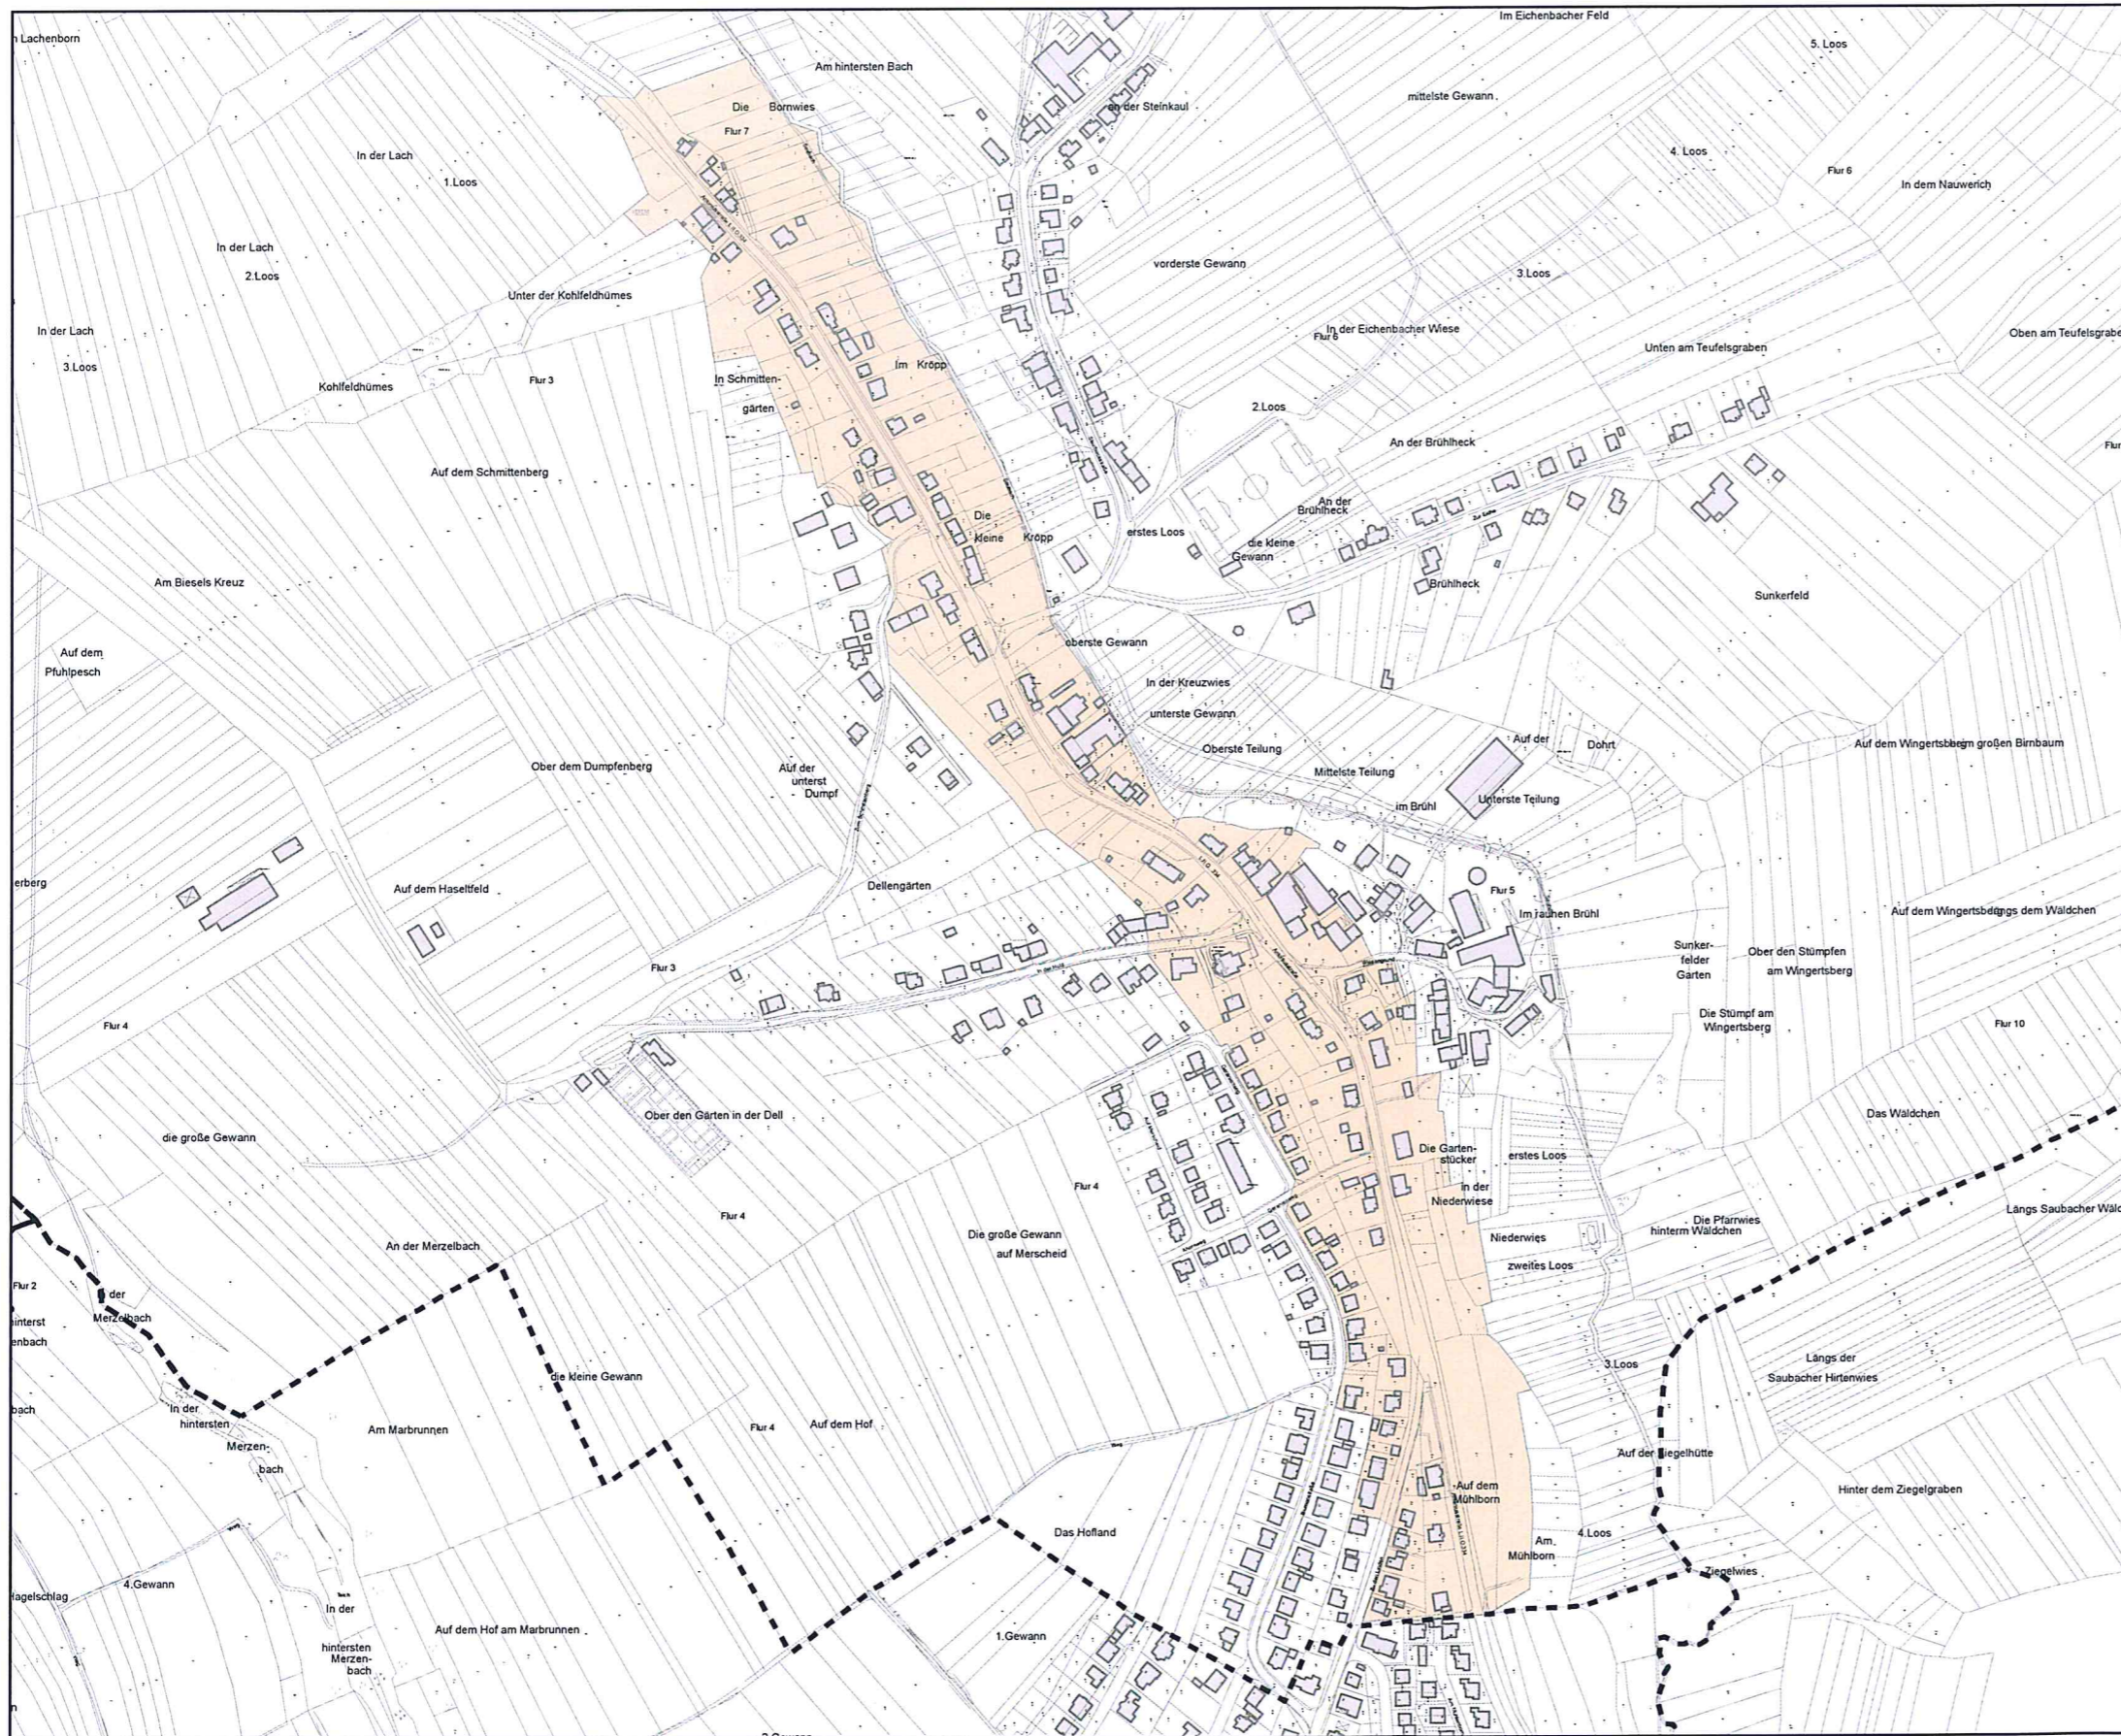 Im Eichenbacher Feld
Lachenborn
5. Loos
Am hintersten Bach
mittelste Gewann
Die Bornwies
an der Steinkaul
Flur 7
In der Lach
4. Loos
1.Loos
Flur 6
In dem Nauwerich
In der Lach
2.Loos
vorderste Gewann
3.Loos
Unter der Kohlfeldhümes
In der Lach
In der Eichenbacher Wiese
Flur 6
Oben am Teufelsgrabe
Unten am Teufelsgraben
3.Loos
Im Kröpp
Kohlfeldhümes
Flur 3
In Schmitten-
gärten
2.Loos
An der Brühlheck
Flur
Auf dem Schmittenberg
An der
Brühlheck
Die
kleine Kröpp
erstes Loos
die kleine
Gewann
Am Biesels Kreuz
Brühlheck
Sunkerfeld
oberste Gewann
Auf dem
Pfuhlpesch
In der Kreuzwies
unterste Gewann
Oberste Teilung
Auf der Dohrt
Auf dem Wingertsberg
beim großen Birnbaum
Ober dem Dumpfenberg
Auf der
unterst
Dumpf
Mittelste Teilung
im Brühl
Unterste Teilung
erberg
Auf dem Haseltfeld
Dellengärten
Flur 5
Im rauhen Brühl
Auf dem Wingertsberg
längs dem Wäldchen
Sunker-
felder
Garten
Ober den Stümpfen
am Wingertsberg
Flur 3
Die Stümpf am
Wingertsberg
Flur 4
Flur 10
Ober den Gärten in der Dell
Das Wäldchen
die große Gewann
Die Garten-
stücker
erstes Loos
Flur 4
in der
Niederwiese
Flur 4
Längs Saubacher Wäld
Die Pfarrwies
hinterm Wäldchen
Die große Gewann
auf Merscheid
An der Merzelbach
Niederwies
zweites Loos
Flur 2
In der
Merzelbach
interst
enbach
3.Loos
Längs der
Saubacher Hirtenwies
die kleine Gewann
bach
In der
hintersten
Merzen-
bach
Am Marbrunnen
Flur 4
Auf dem Hof
Auf der Ziegelhütte
Auf dem
Mühlborn
Hinter dem Ziegelgraben
Das Hofland
4.Loos
Am
Mühlborn
Ziegelwies
4.Gewann
Hagelschlag
In der
hintersten
Merzen-
bach
Auf dem Hof am Marbrunnen
1.Gewann